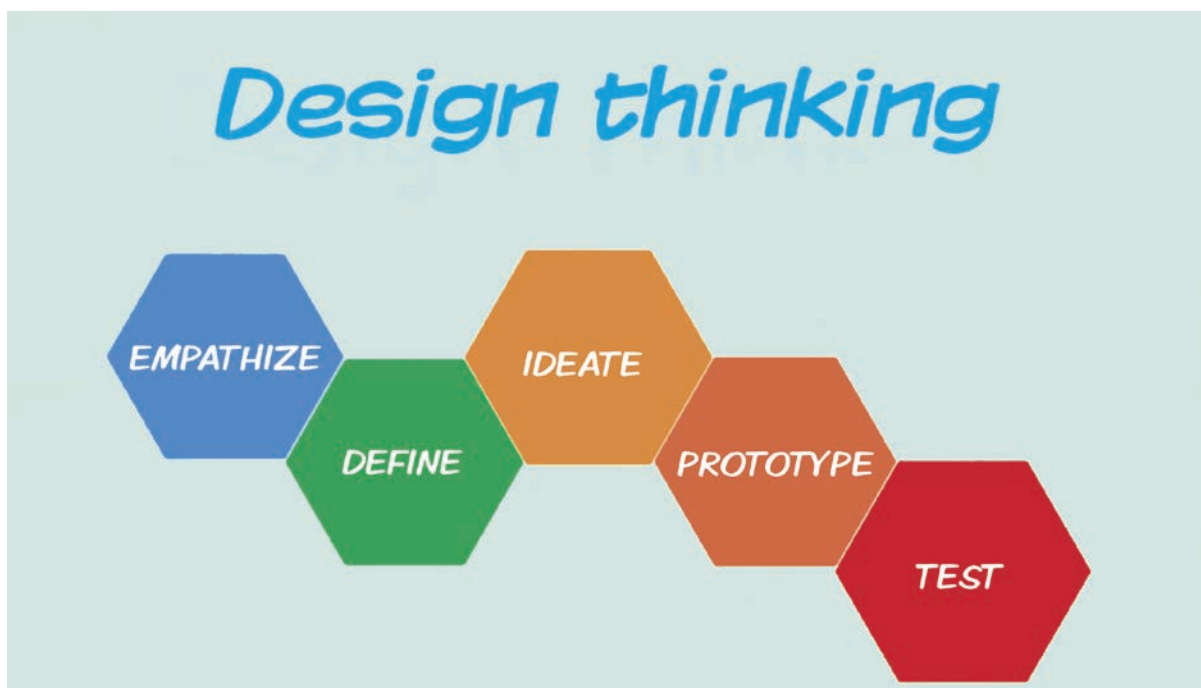 Design thinking
EMPATHIZE
DEFINE
IDEATE
PROTOTYPE
TEST